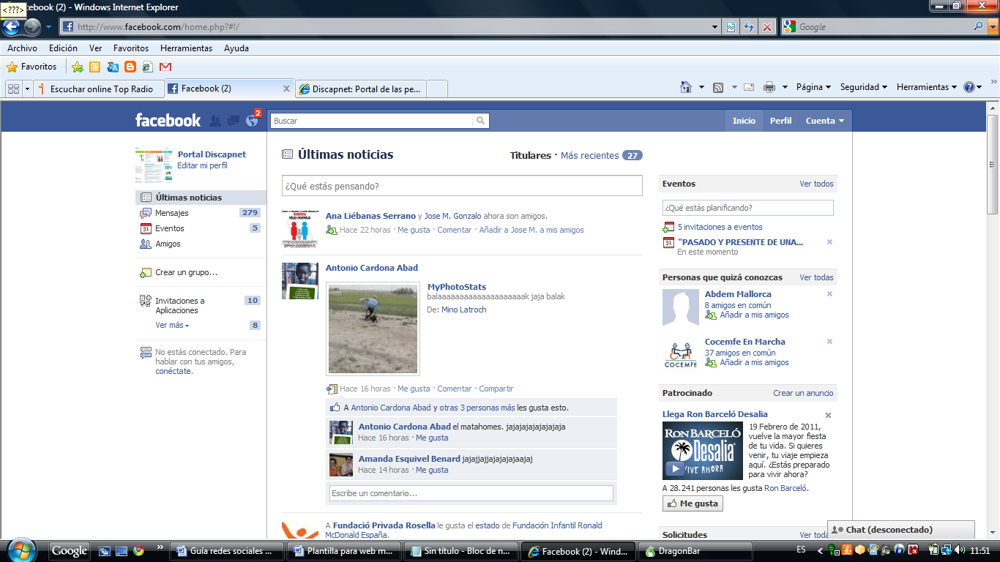 <???>
cebook (2) - Windows Internet Explorer
http://www.facebook.com/home.php?#!/
Google
Archivo Edición Ver Favoritos Herramientas Ayuda
Favoritos
Escuchar online Top Radio
Facebook (2)
Discapnet: Portal de las pe...
Página Seguridad Herramientas
facebook
2
Buscar
Inicio Perfil Cuenta
Portal Discapnet
Editar mi perfil
Últimas noticias
Mensajes 279
Eventos 5
Amigos
Crear un grupo...
Invitaciones a 10
Aplicaciones
Ver más 8
No estás conectado. Para
hablar con tus amigos,
conéctate.
Últimas noticias
Titulares · Más recientes 27
¿Qué estás pensando?
Ana Liébanas Serrano y Jose M. Gonzalo ahora son amigos.
Hace 22 horas · Me gusta · Comentar · Añadir a Jose M. a mis amigos
Antonio Cardona Abad
MyPhotoStats
balaaaaaaaaaaaaaaaaaaaak jaja balak
De: Mino Latroch
Hace 16 horas · Me gusta · Comentar · Compartir
A Antonio Cardona Abad y otras 3 personas más les gusta esto.
Antonio Cardona Abad el matahomes. jajajajajajajajaja
Hace 16 horas · Me gusta
Amanda Esquivel Benard jajajjajjajajajajaajaj
Hace 14 horas · Me gusta
Escribe un comentario...
A Fundació Privada Rosella le gusta el estado de Fundación Infantil Ronald
McDonald España.
Eventos Ver todos
¿Qué estás planificando?
5 invitaciones a eventos
31 "PASADO Y PRESENTE DE UNA...
En este momento
Personas que quizá conozcas Ver todas
Abdem Mallorca
8 amigos en común
Añadir a mis amigos
Cocemfe En Marcha
37 amigos en común
Añadir a mis amigos
COCEMFE
Patrocinado Crear un anuncio
Llega Ron Barceló Desalia
RON BARCELÓ
Desalia
VIVE AHORA
19 Febrero de 2011,
vuelve la mayor fiesta
de tu vida. Si quieres
venir, tu viaje empieza
aquí. ¿Estás preparado
para vivir ahora?
A 28.241 personas les gusta Ron Barceló.
Me gusta
Solicitudes Ver toda
Chat (desconectado)
Google
Guía redes sociales ...
Plantilla para web m...
Sin título - Bloc de n...
Facebook (2) - Wind...
DragonBar
ES
11:51